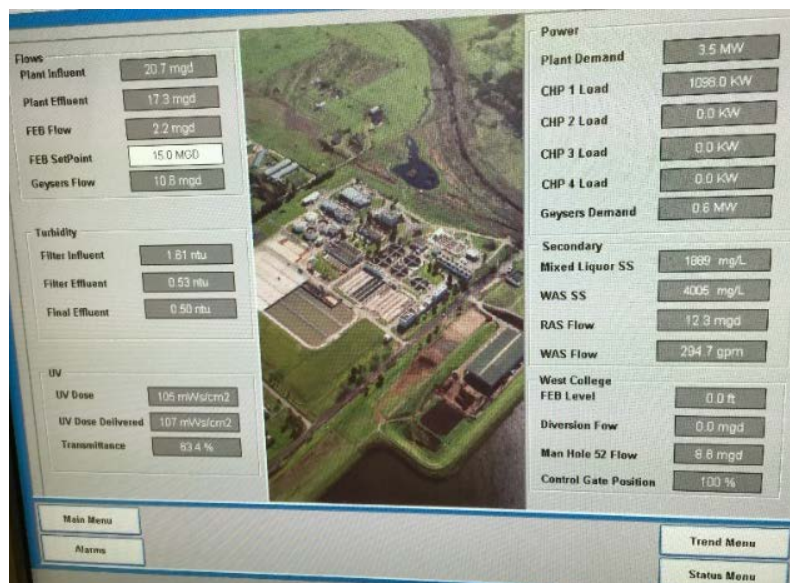 Flows
Plant Influent 20.7 mgd
Plant Effluent 17.3 mgd
FEB Flow 2.2 mgd
FEB SetPoint 15.0 MGD
Geysers Flow 10.8 mgd
Turbidity
Filter Influent 1.81 ntu
Filter Effluent 0.53 ntu
Final Effluent 0.50 ntu
UV
UV Dose 105 mWs/cm2
UV Dose Delivered 107 mWs/cm2
Transmittance 63.4 %
Power
Plant Demand 3.5 MW
CHP 1 Load 1098.0 KW
CHP 2 Load 0.0 KW
CHP 3 Load 0.0 KW
CHP 4 Load 0.0 KW
Geysers Demand 0.6 MW
Secondary
Mixed Liquor SS 1889 mg/L
WAS SS 4005 mg/L
RAS Flow 12.3 mgd
WAS Flow 294.7 gpm
West College
FEB Level 0.0 ft
Diversion Fow 0.0 mgd
Man Hole 52 Flow mgd
Control Gate Position 100 %
Main Menu
Alarms
Trend Menu
Status Menu